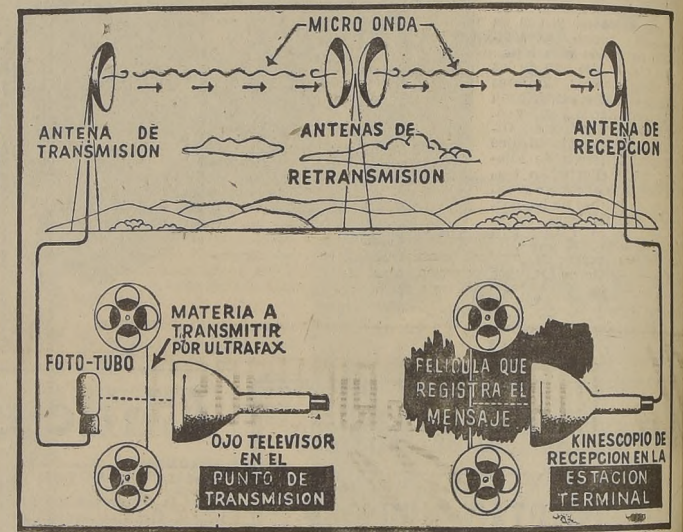 MICRO ONDA
ANTENA DE
TRANSMISION
ANTENAS DE
RETRANSMISION
ANTENA DE
RECEPCION
MATERIA A
TRANSMITIR
POR ULTRAFAX
FOTO-TUBO
OJO TELEVISOR
EN EL
PUNTO DE
TRANSMISION
FELICULA QUE
REGISTRA EL
MENSAJE
KINESCOPIO DE
RECEPCION EN LA
ESTACION
TERMINAL